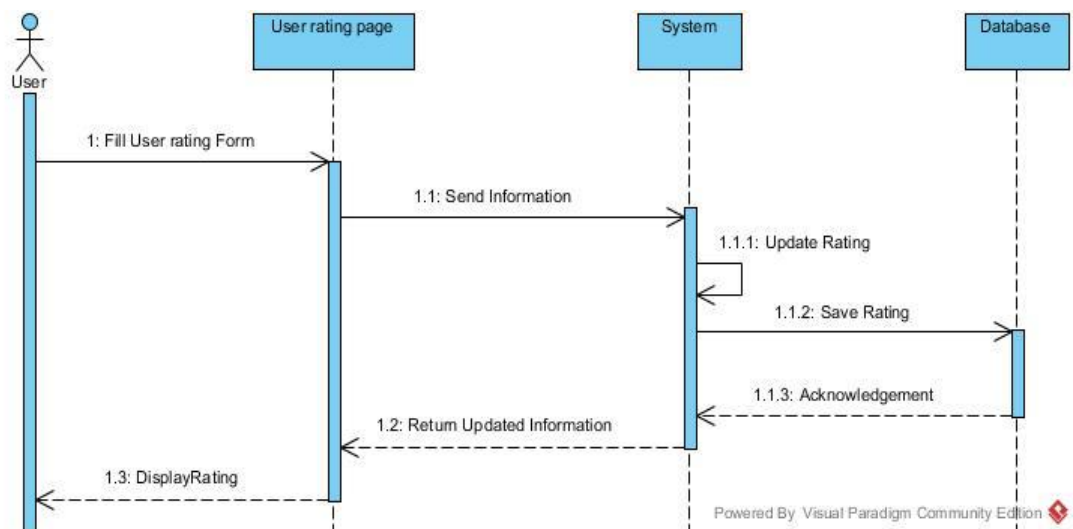 User rating page
System
Database
User
1: Fill User rating Form
1.1: Send Information
1.1.1: Update Rating
1.1.2: Save Rating
1.1.3: Acknowledgement
1.2: Return Updated Information
1.3: DisplayRating
Powered By Visual Paradigm Community Edition